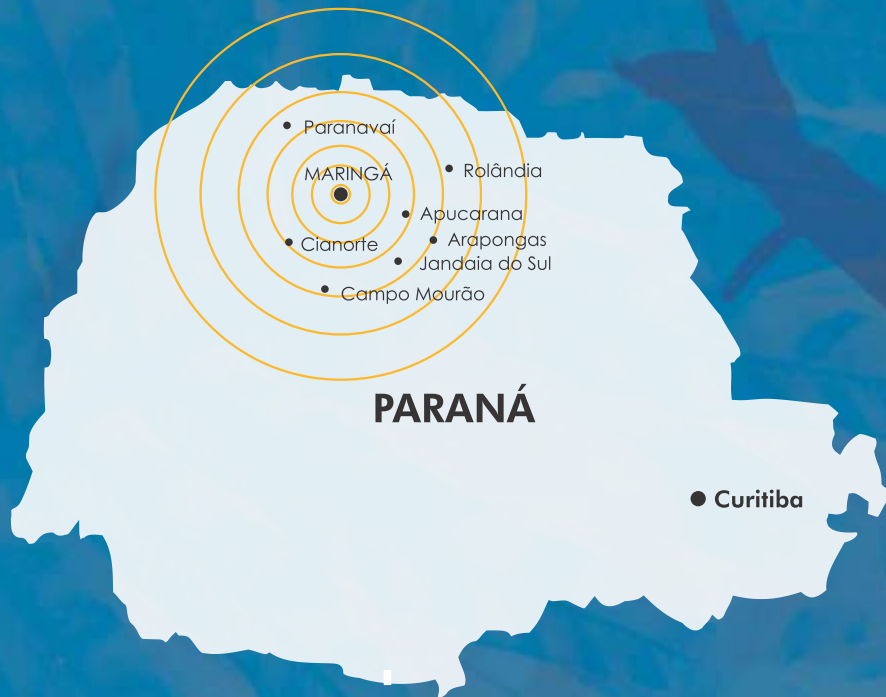 Paranavaí
MARINGÁ
Rolândia
Apucarana
Arapongas
Cianorte
Jandaia do Sul
Campo Mourão
PARANÁ
Curitiba